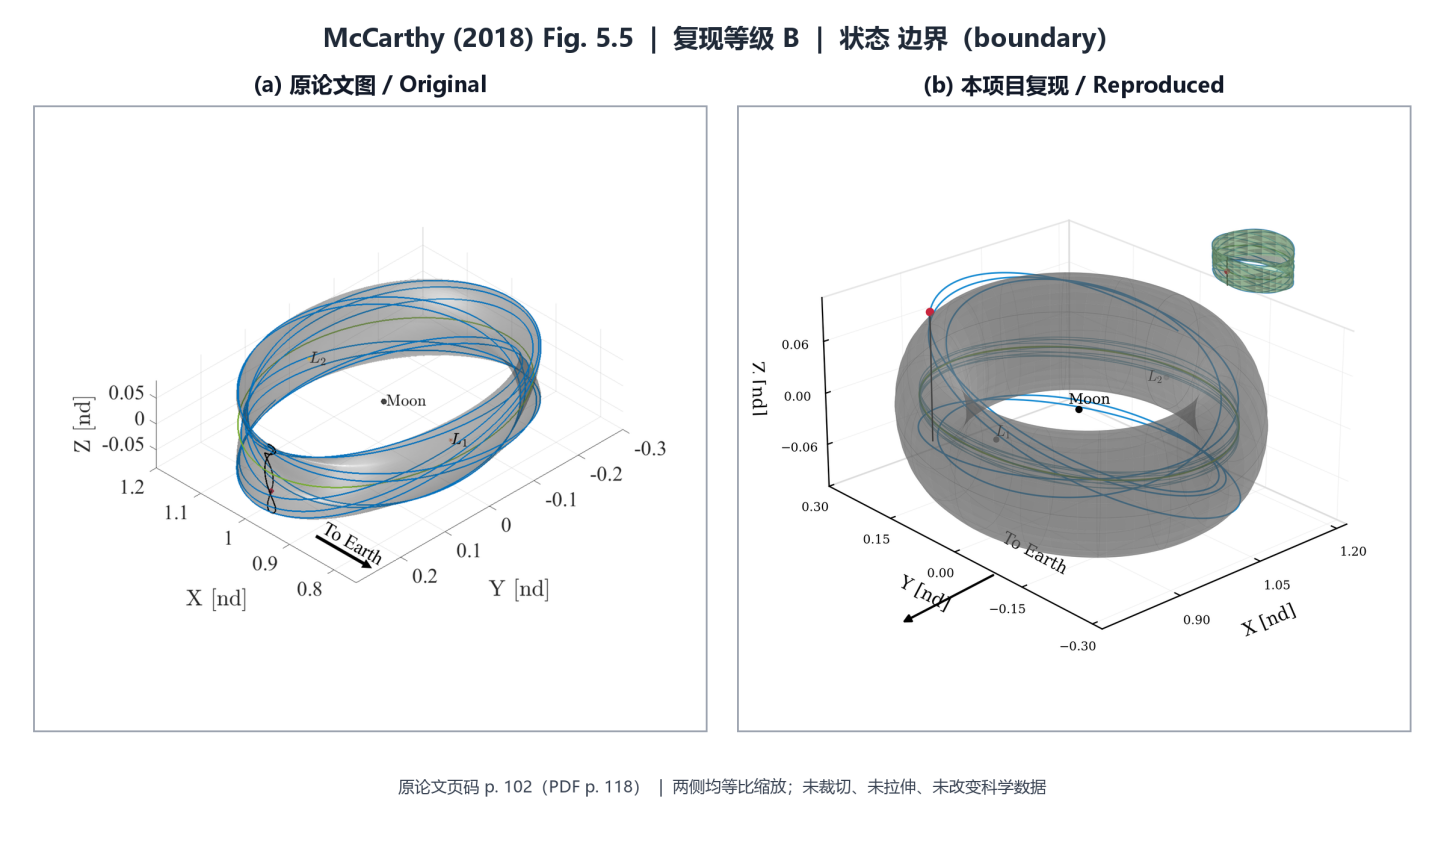 McCarthy (2018) Fig. 5.5 | 复现等级 B | 状态 边界 (boundary)
(a) 原论文图 / Original
(b) 本项目复现 / Reproduced
L2
Moon
L1
0.05
0
-0.05
Z [nd]
1.2
1.1
1
0.9
0.8
X [nd]
To Earth
-0.3
-0.2
-0.1
0
0.1
0.2
Y [nd]
0.06
0.00
−0.06
Z [nd]
L2
Moon
L1
To Earth
0.30
0.15
0.00
−0.15
−0.30
Y [nd]
0.90
1.05
1.20
X [nd]
原论文页码 p. 102（PDF p. 118） | 两侧均等比缩放；未裁切、未拉伸、未改变科学数据